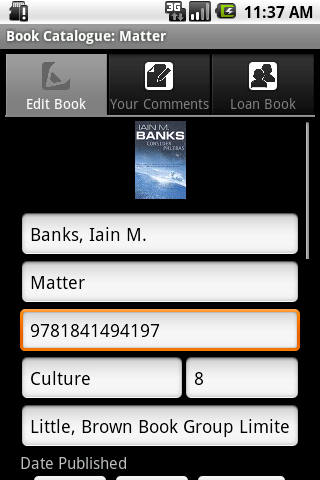 3G
11:37 AM
Book Catalogue: Matter
Edit Book
Your Comments
Loan Book
IAIN M.
BANKS
CONSIDER
PHLEBAS
Banks, Iain M.
Matter
9781841494197
Culture
8
Little, Brown Book Group Limite
Date Published